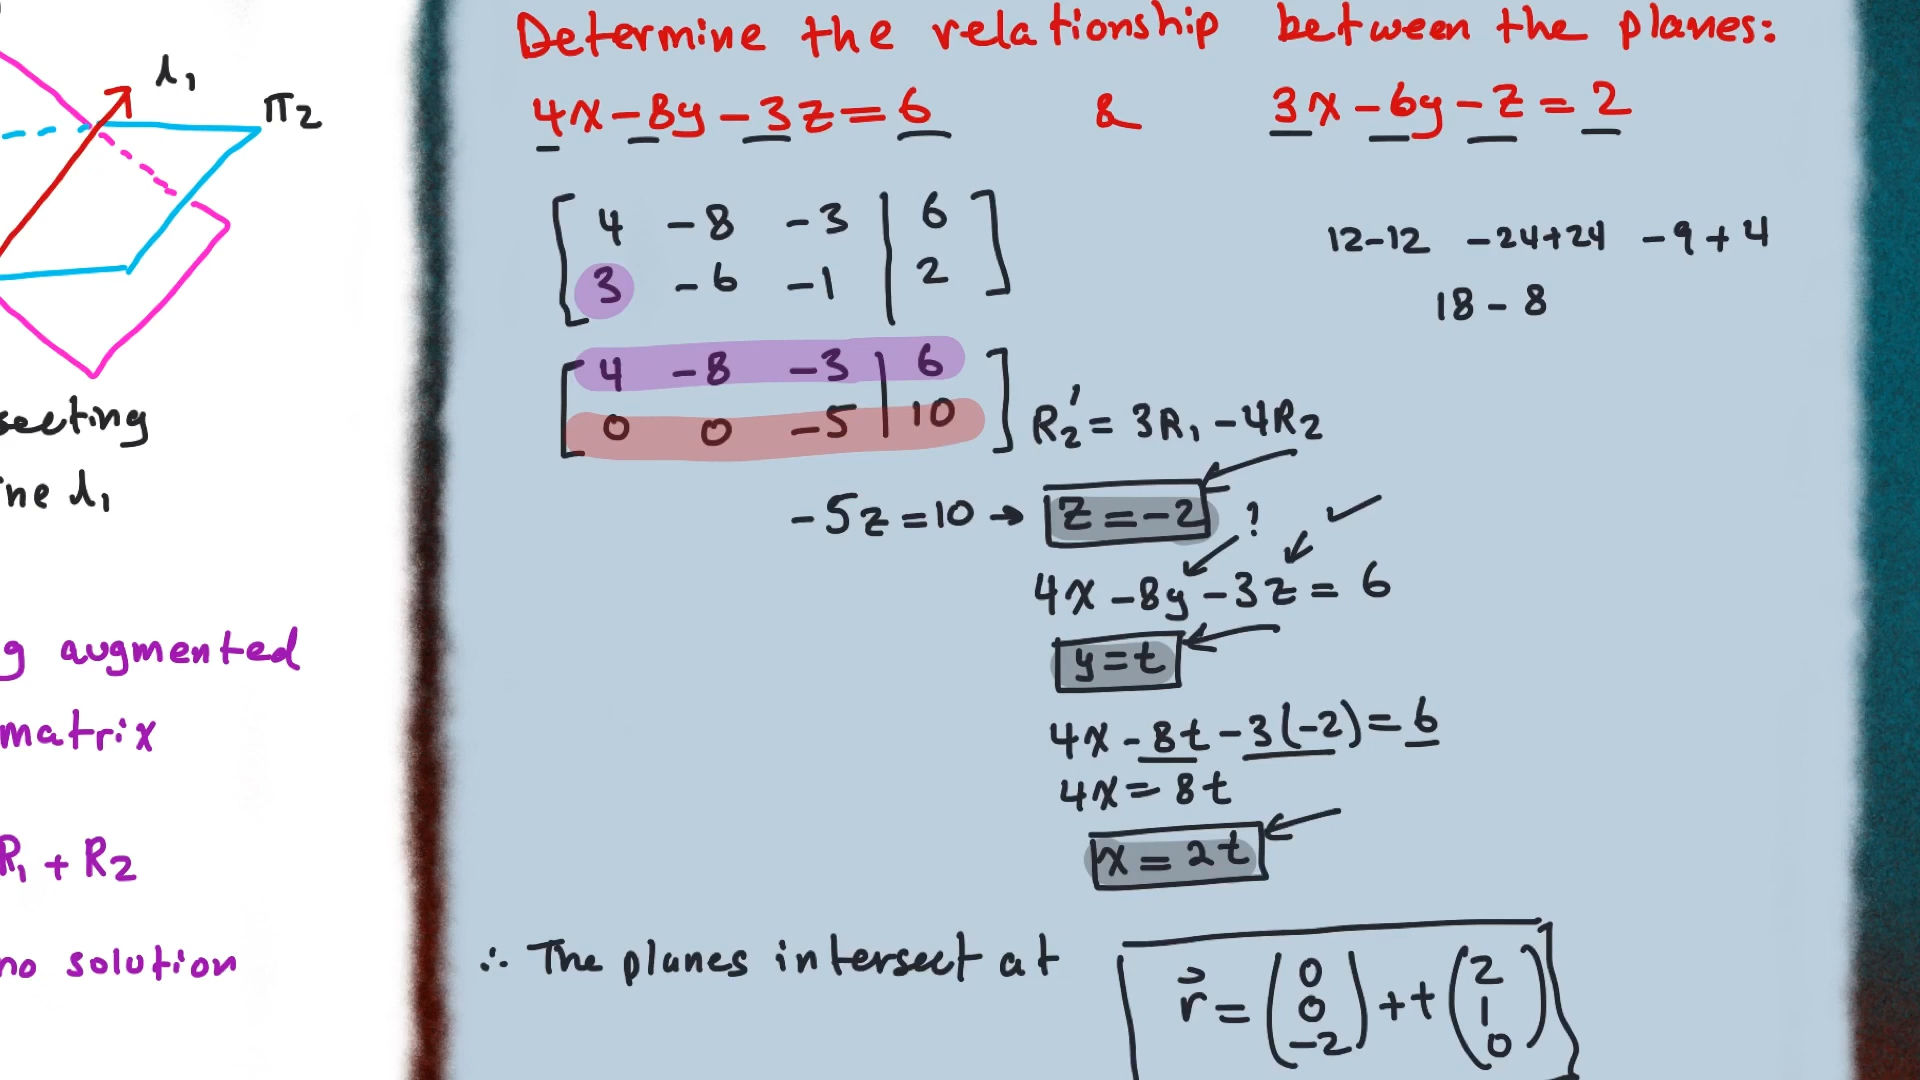 l₁
π₂
secting
ine l₁
g augmented
matrix
R₁ + R₂
no solution
Determine the relationship between the planes:
4x - 8y - 3z = 6 & 3x - 6y - z = 2
[ 4 -8 -3 | 6 ]
[ 3 -6 -1 | 2 ]
12-12 -24+24 -9+4
18 - 8
[ 4 -8 -3 | 6 ]
[ 0 0 -5 | 10 ] R₂' = 3R₁ - 4R₂
-5z = 10 → z = -2
?
4x - 8y - 3z = 6
y = t
4x - 8t - 3(-2) = 6
4x = 8t
x = 2t
∴ The planes intersect at
r⃗ = (0 0 -2) + t (2 1 0)